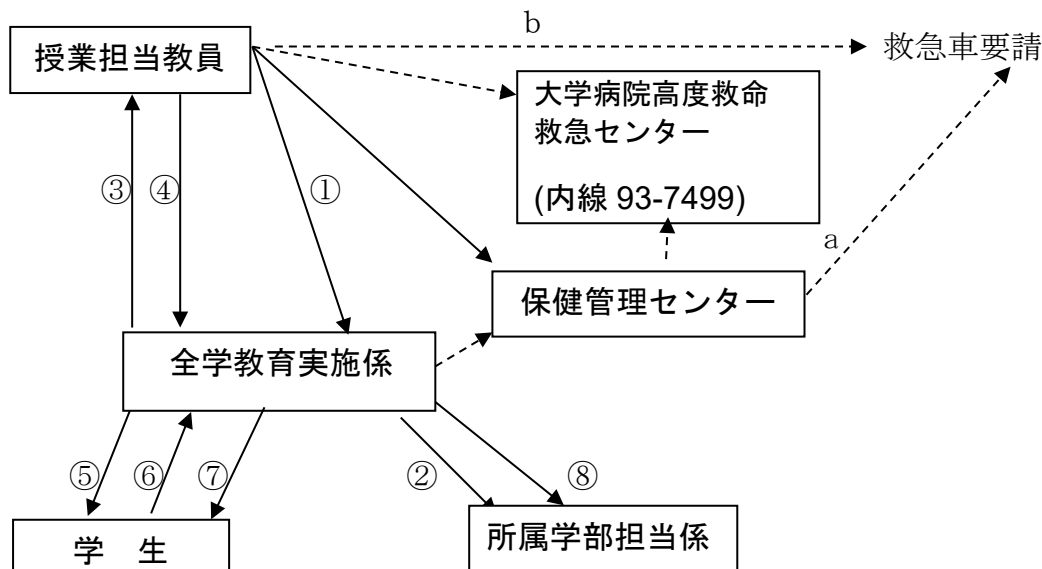 b
授業担当教員
救急車要請
大学病院高度救命
救急センター
(内線 93-7499)
③
④
①
a
保健管理センター
全学教育実施係
⑤
⑥
⑦
②
⑧
学　生
所属学部担当係